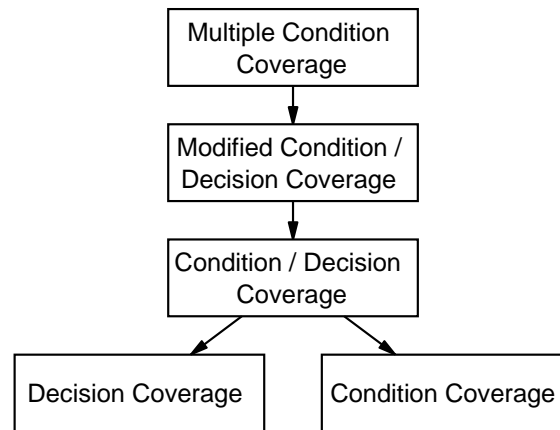 Multiple Condition
Coverage
Modified Condition /
Decision Coverage
Condition / Decision
Coverage
Decision Coverage
Condition Coverage